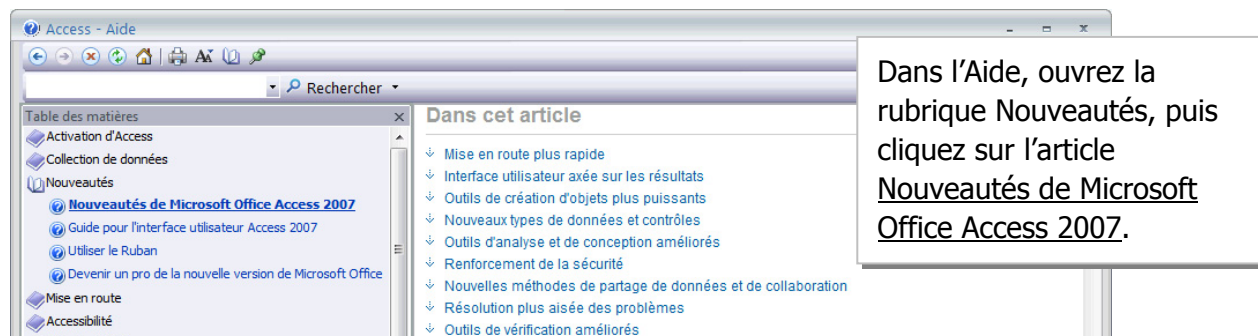 Access - Aide
Rechercher
Table des matières
Activation d'Access
Collection de données
Nouveautés
Nouveautés de Microsoft Office Access 2007
Guide pour l'interface utilisateur Access 2007
Utiliser le Ruban
Devenir un pro de la nouvelle version de Microsoft Office
Mise en route
Accessibilité
Dans cet article
Mise en route plus rapide
Interface utilisateur axée sur les résultats
Outils de création d'objets plus puissants
Nouveaux types de données et contrôles
Outils d'analyse et de conception améliorés
Renforcement de la sécurité
Nouvelles méthodes de partage de données et de collaboration
Résolution plus aisée des problèmes
Outils de vérification améliorés
Dans l'Aide, ouvrez la
rubrique Nouveautés, puis
cliquez sur l'article
Nouveautés de Microsoft
Office Access 2007.